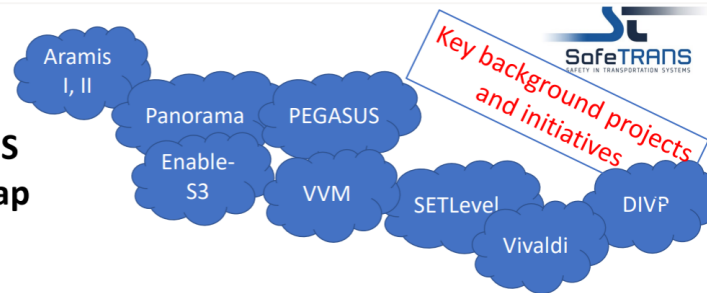 Aramis
I, II
Panorama
PEGASUS
Enable-
S3
VVM
SETLevel
Vivaldi
DIVP
Key background projects
and initiatives
SafeTRANS
SAFETY IN TRANSPORTATION SYSTEMS
S
ap